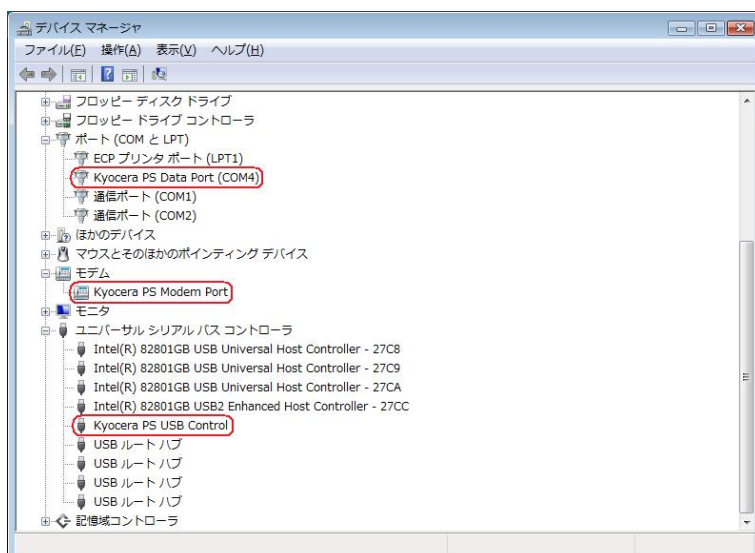 デバイス マネージャ
ファイル(F) 操作(A) 表示(V) ヘルプ(H)
フロッピー ディスク ドライブ
フロッピー ドライブ コントローラ
ポート (COM と LPT)
ECP プリンタ ポート (LPT1)
Kyocera PS Data Port (COM4)
通信ポート (COM1)
通信ポート (COM2)
ほかのデバイス
マウスとそのほかのポインティング デバイス
モデム
Kyocera PS Modem Port
モニタ
ユニバーサル シリアル バス コントローラ
Intel(R) 82801GB USB Universal Host Controller - 27C8
Intel(R) 82801GB USB Universal Host Controller - 27C9
Intel(R) 82801GB USB Universal Host Controller - 27CA
Intel(R) 82801GB USB2 Enhanced Host Controller - 27CC
Kyocera PS USB Control
USB ルート ハブ
USB ルート ハブ
USB ルート ハブ
USB ルート ハブ
記憶域コントローラ